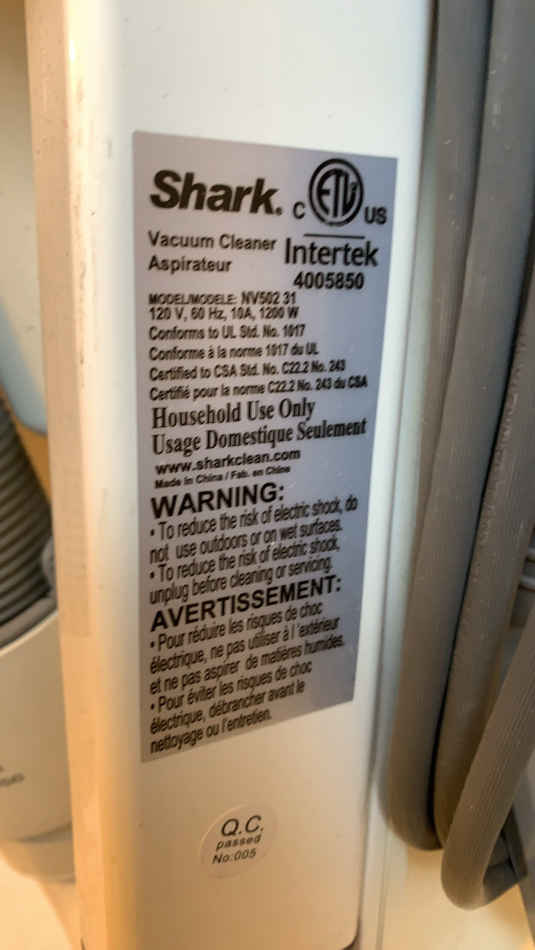 Shark.
C ETL US
Intertek
4005850
Vacuum Cleaner
Aspirateur
MODEL/MODELE: NV502 31
120 V, 60 Hz, 10A, 1200 W
Conforms to UL Std. No. 1017
Conforme à la norme 1017 du UL
Certified to CSA Std. No. C22.2 No. 243
Certifié pour la norme C22.2 No. 243 du CSA
Household Use Only
Usage Domestique Seulement
www.sharkclean.com
Made in China / Fab. en Chine
WARNING:
• To reduce the risk of electric shock, do
not use outdoors or on wet surfaces.
• To reduce the risk of electric shock,
unplug before cleaning or servicing.
AVERTISSEMENT:
• Pour réduire les risques de choc
électrique, ne pas utiliser à l 'extérieur
et ne pas aspirer de matières humides.
• Pour éviter les risques de choc
électrique, débrancher avant le
nettoyage ou l'entretien.
Q.C.
passed
No:005